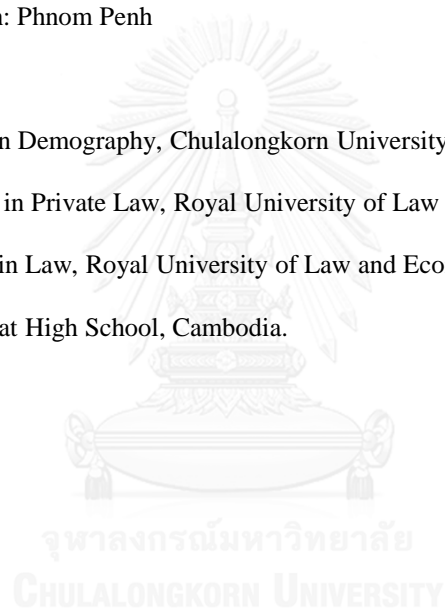 n: Phnom Penh
n Demography, Chulalongkorn University
in Private Law, Royal University of Law
in Law, Royal University of Law and Eco
at High School, Cambodia.
จุฬาลงกรณ์มหาวิทยาลัย
CHULALONGKORN UNIVERSITY